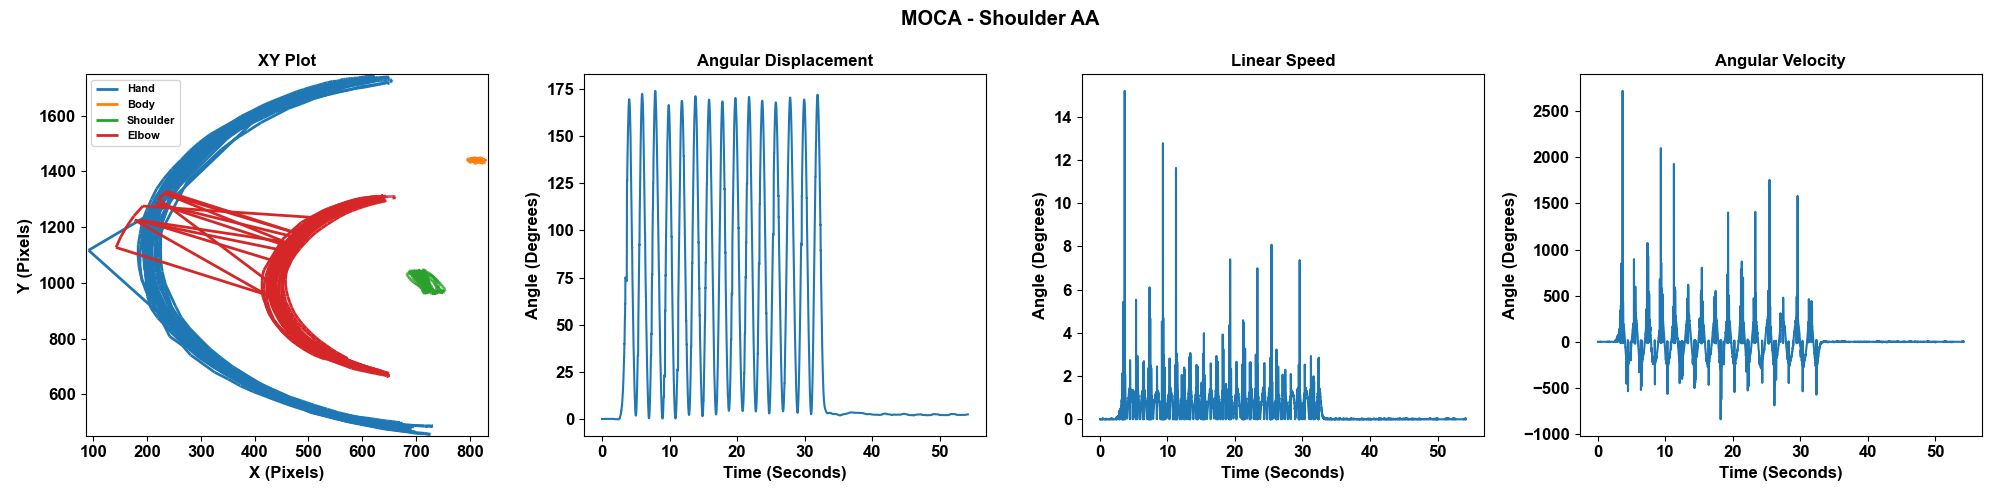 MOCA - Shoulder AA
XY Plot
Hand
Body
Shoulder
Elbow
1600
1400
1200
1000
800
600
Y (Pixels)
100 200 300 400 500 600 700 800
X (Pixels)
Angular Displacement
175
150
125
100
75
50
25
0
Angle (Degrees)
0 10 20 30 40 50
Time (Seconds)
Linear Speed
14
12
10
8
6
4
2
0
Angle (Degrees)
0 10 20 30 40 50
Time (Seconds)
Angular Velocity
2500
2000
1500
1000
500
0
−500
−1000
Angle (Degrees)
0 10 20 30 40 50
Time (Seconds)